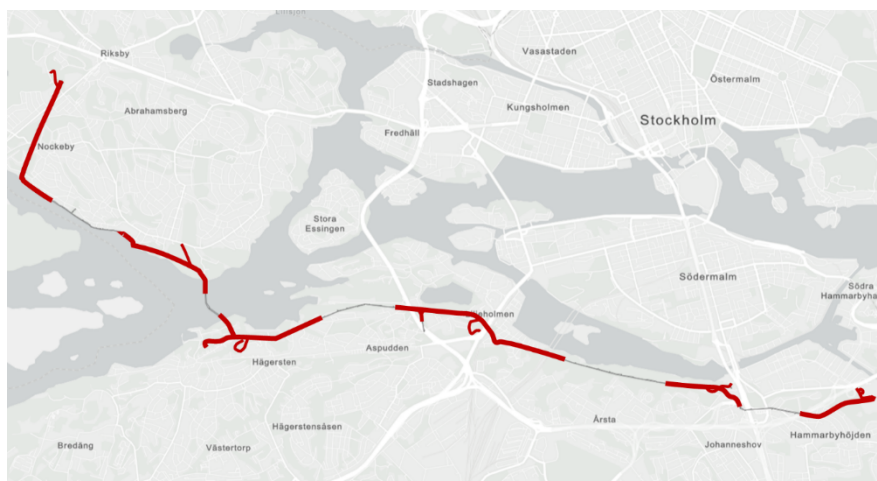 Riksby
Vasastaden
Stadshagen
Östermalm
Abrahamsberg
Kungsholmen
Stockholm
Fredhäll
Nockeby
Stora
Essingen
Södermalm
Södra
Hammarbyha
Liljeholmen
Aspudden
Hägersten
Årsta
Hägerstensåsen
Hammarbyhöjden
Bredäng
Västertorp
Johanneshov